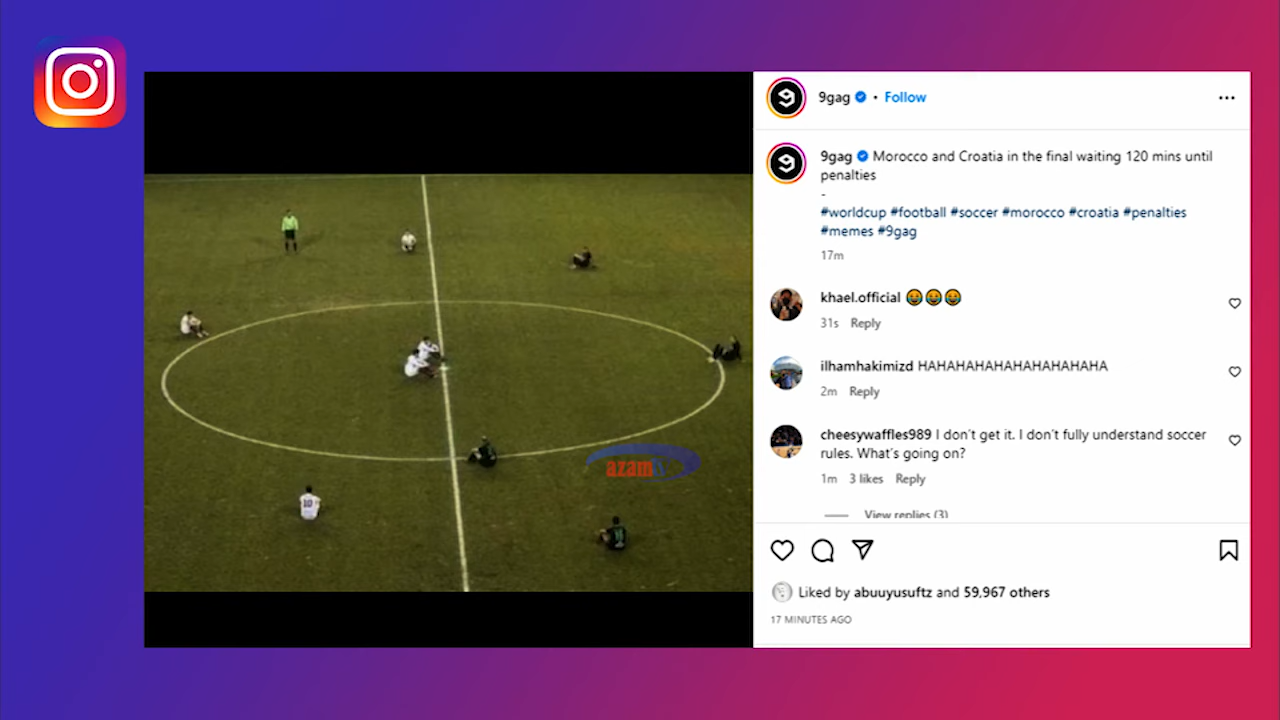 9gag • Follow
9gag Morocco and Croatia in the final waiting 120 mins until
penalties
-
#worldcup #football #soccer #morocco #croatia #penalties
#memes #9gag
17m
khael.official 😂😂😂
31s Reply
ilhamhakimizd HAHAHAHAHAHAHAHAHAHA
2m Reply
cheesywaffles989 I don't get it. I don't fully understand soccer
rules. What's going on?
1m 3 likes Reply
View replies (3)
Liked by abuuyusuftz and 59,967 others
17 MINUTES AGO
azam
10